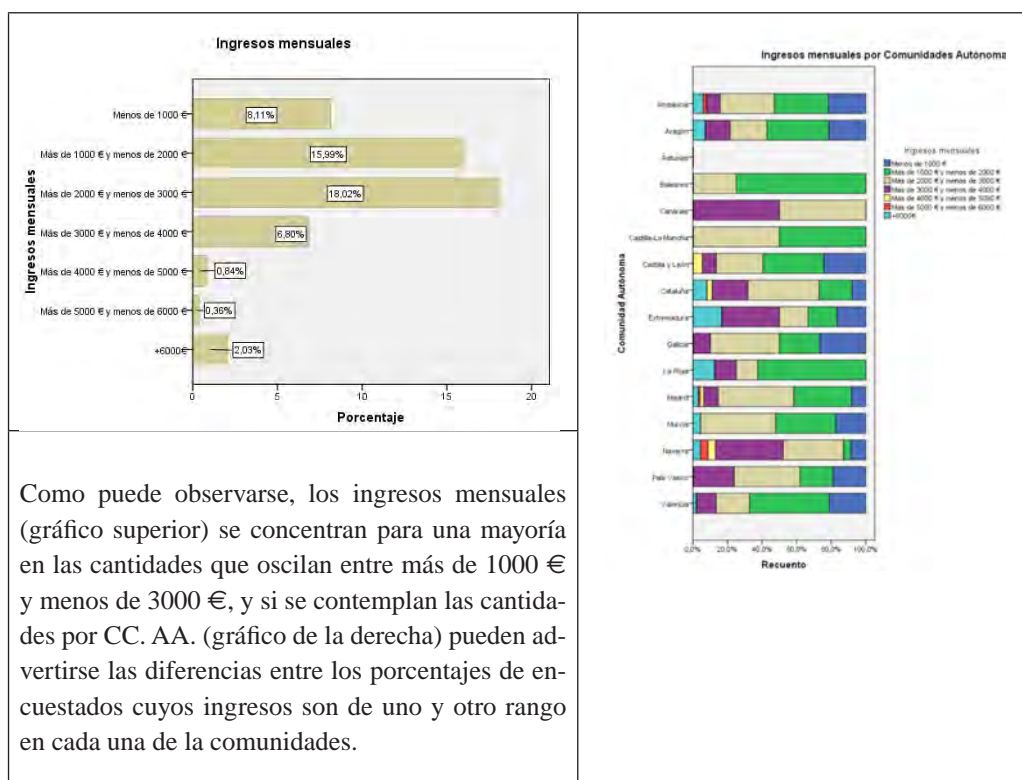 Ingresos mensuales
Ingresos mensuales
Menos de 1000 €
8,11%
Más de 1000 € y menos de 2000 €
15,99%
Más de 2000 € y menos de 3000 €
18,02%
Más de 3000 € y menos de 4000 €
6,80%
Más de 4000 € y menos de 5000 €
0,84%
Más de 5000 € y menos de 6000 €
0,36%
+6000€
2,03%
0 5 10 15 20
Porcentaje
Como puede observarse, los ingresos mensuales
(gráfico superior) se concentran para una mayoría
en las cantidades que oscilan entre más de 1000 €
y menos de 3000 €, y si se contemplan las cantida-
des por CC. AA. (gráfico de la derecha) pueden ad-
vertirse las diferencias entre los porcentajes de en-
cuestados cuyos ingresos son de uno y otro rango
en cada una de la comunidades.
Ingresos mensuales por Comunidades Autónoma
Comunidad Autónoma
Andalucía
Aragón
Asturias
Baleares
Canarias
Castilla-La Mancha
Castilla y León
Cataluña
Extremadura
Galicia
La Rioja
Madrid
Murcia
Navarra
País Vasco
Valencia
0,0% 20,0% 40,0% 60,0% 80,0% 100,0%
Recuento
Ingresos mensuales
Menos de 1000 €
Más de 1000 € y menos de 2000 €
Más de 2000 € y menos de 3000 €
Más de 3000 € y menos de 4000 €
Más de 4000 € y menos de 5000 €
Más de 5000 € y menos de 6000 €
+6000€